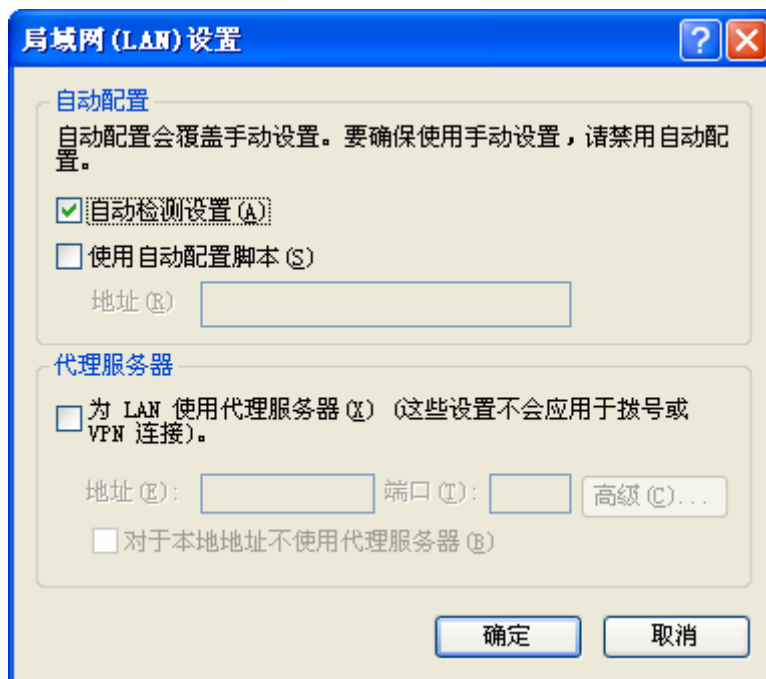 局域网(LAN)设置
自动配置
自动配置会覆盖手动设置。要确保使用手动设置，请禁用自动配
置。
自动检测设置(A)
使用自动配置脚本(S)
地址(R)
代理服务器
为 LAN 使用代理服务器(X) (这些设置不会应用于拨号或
VPN 连接)。
地址(E): 端口(T): 高级(C)...
对于本地地址不使用代理服务器(B)
确定 取消